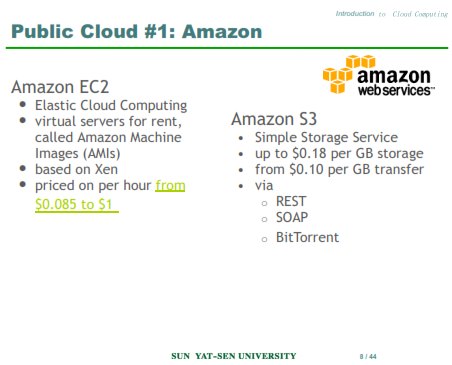 Introduction to Cloud Computing
Public Cloud #1: Amazon
amazon
webservices™
Amazon EC2
● Elastic Cloud Computing
● virtual servers for rent,
called Amazon Machine
Images (AMIs)
● based on Xen
● priced on per hour from
$0.085 to $1
Amazon S3
• Simple Storage Service
• up to $0.18 per GB storage
• from $0.10 per GB transfer
• via
○ REST
○ SOAP
○ BitTorrent
SUN YAT-SEN UNIVERSITY
8 / 44